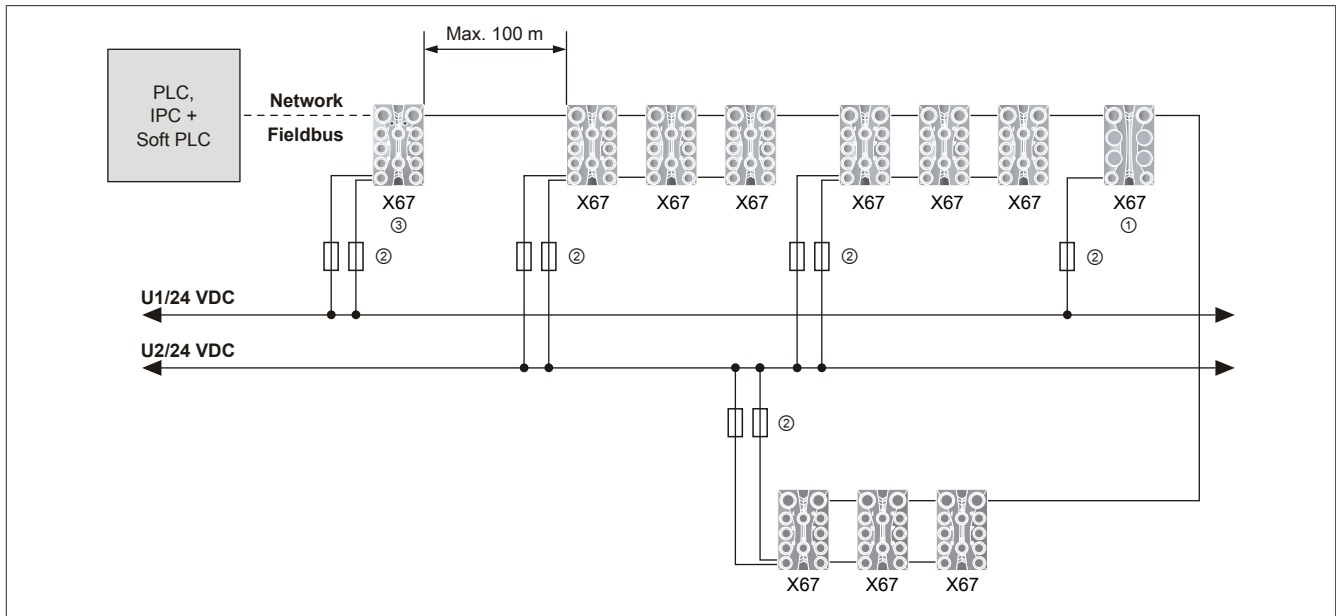 Max. 100 m
PLC,
IPC +
Soft PLC
Network
Fieldbus
X67
③
X67
X67
X67
X67
X67
X67
X67
①
②
②
②
②
U1/24 VDC
U2/24 VDC
②
X67
X67
X67